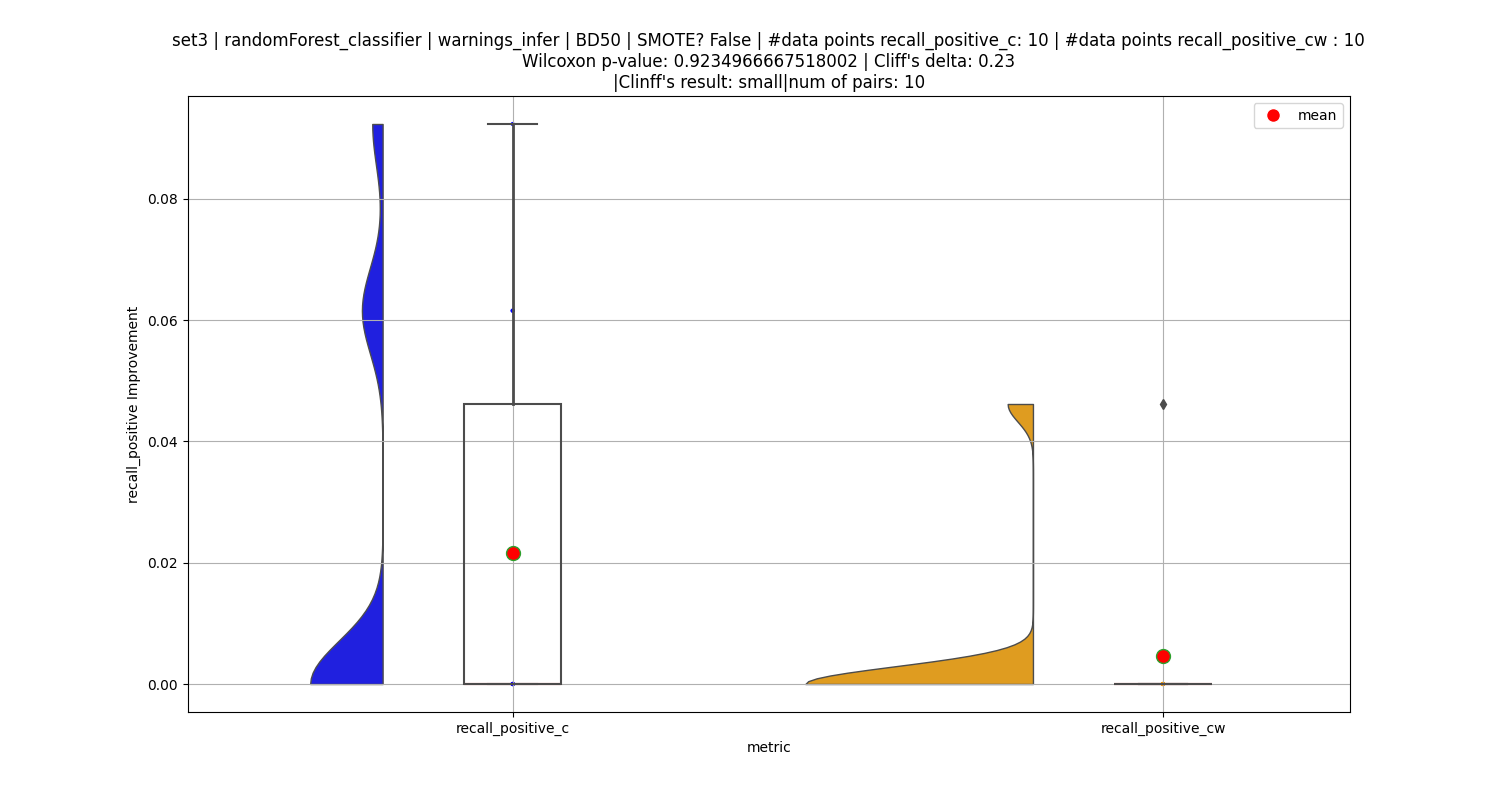 set3 | randomForest_classifier | warnings_infer | BD50 | SMOTE? False | #data points recall_positive_c: 10 | #data points recall_positive_cw : 10
Wilcoxon p-value: 0.9234966667518002 | Cliff's delta: 0.23
|Clinff's result: small|num of pairs: 10
mean
recall_positive Improvement
0.08
0.06
0.04
0.02
0.00
recall_positive_c
recall_positive_cw
metric